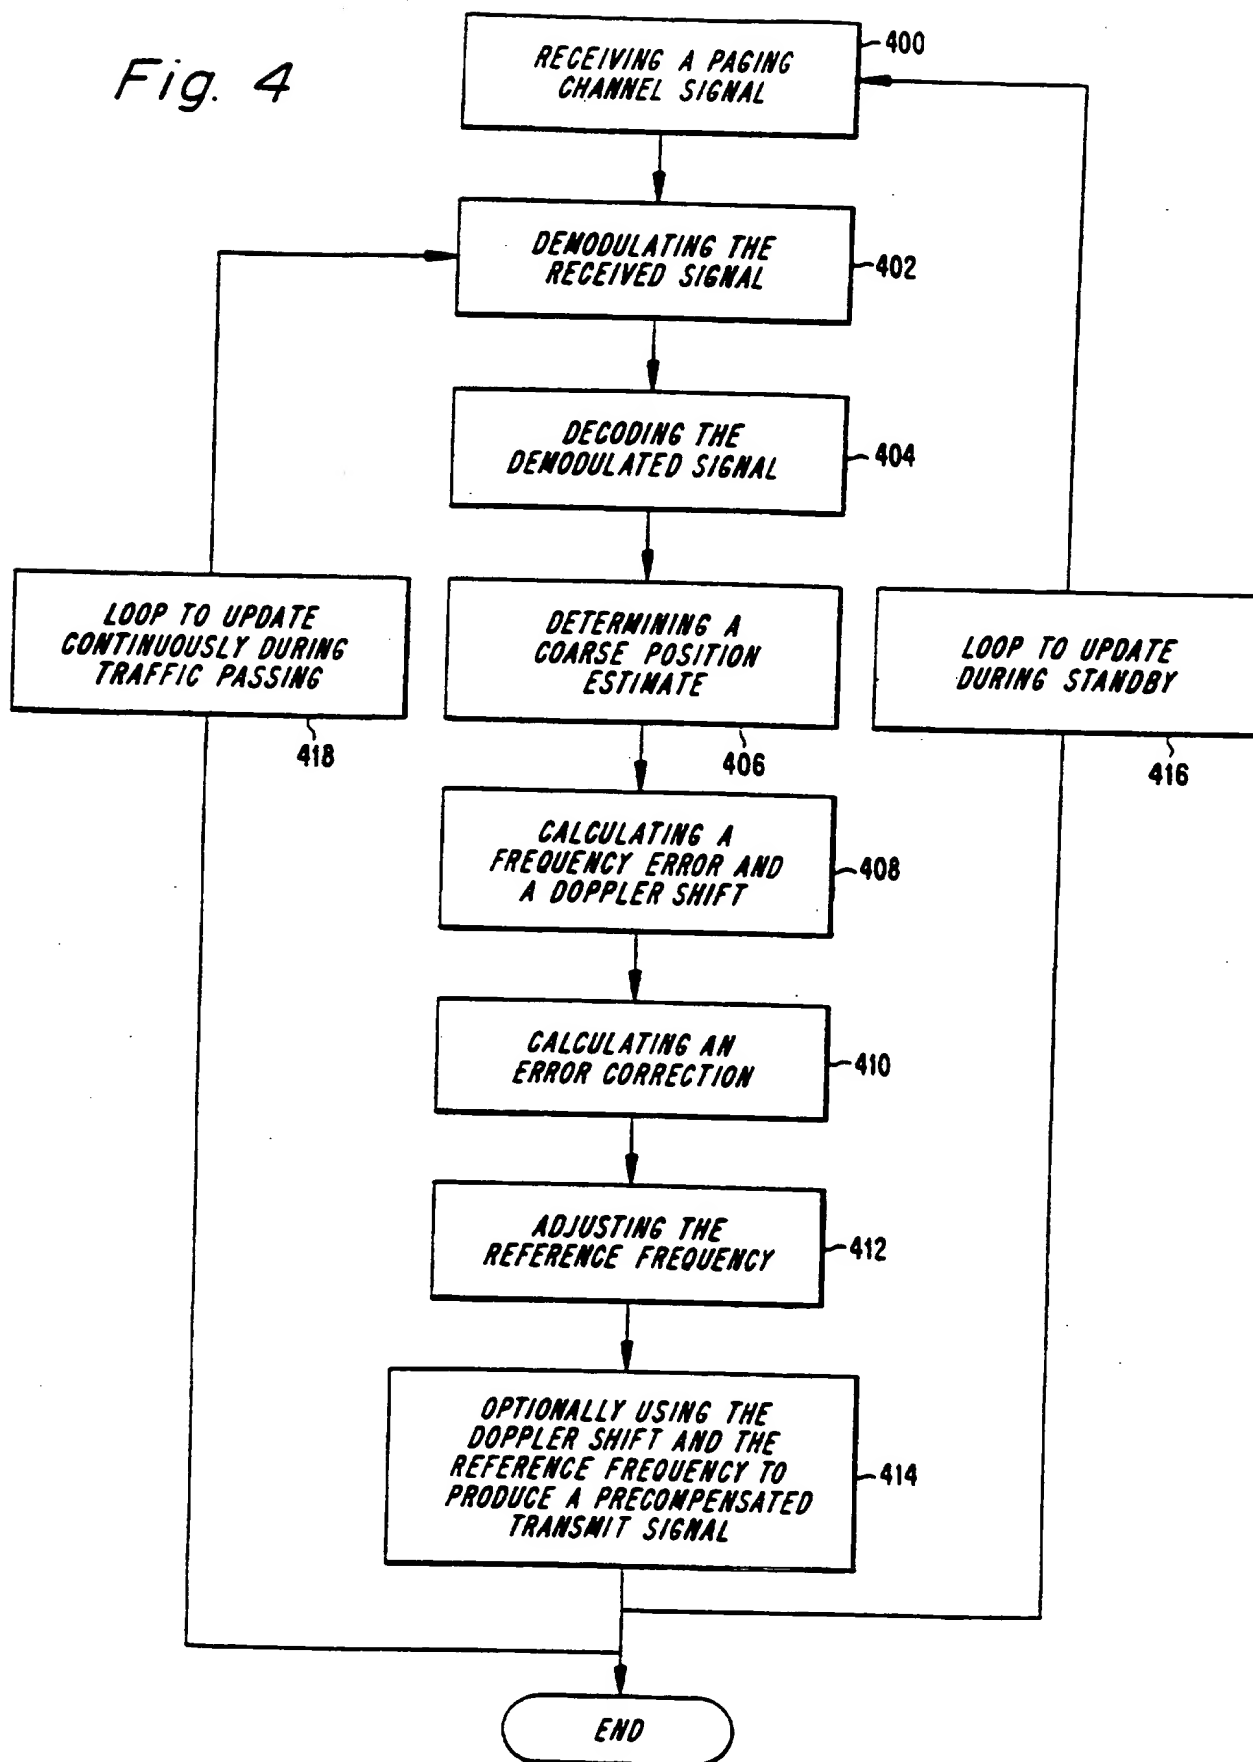 Fig. 4
RECEIVING A PAGING
CHANNEL SIGNAL
400
DEMODULATING THE
RECEIVED SIGNAL
402
DECODING THE
DEMODULATED SIGNAL
404
LOOP TO UPDATE
CONTINUOUSLY DURING
TRAFFIC PASSING
418
DETERMINING A
COARSE POSITION
ESTIMATE
406
LOOP TO UPDATE
DURING STANDBY
416
CALCULATING A
FREQUENCY ERROR AND
A DOPPLER SHIFT
408
CALCULATING AN
ERROR CORRECTION
410
ADJUSTING THE
REFERENCE FREQUENCY
412
OPTIONALLY USING THE
DOPPLER SHIFT AND THE
REFERENCE FREQUENCY TO
PRODUCE A PRECOMPENSATED
TRANSMIT SIGNAL
414
END